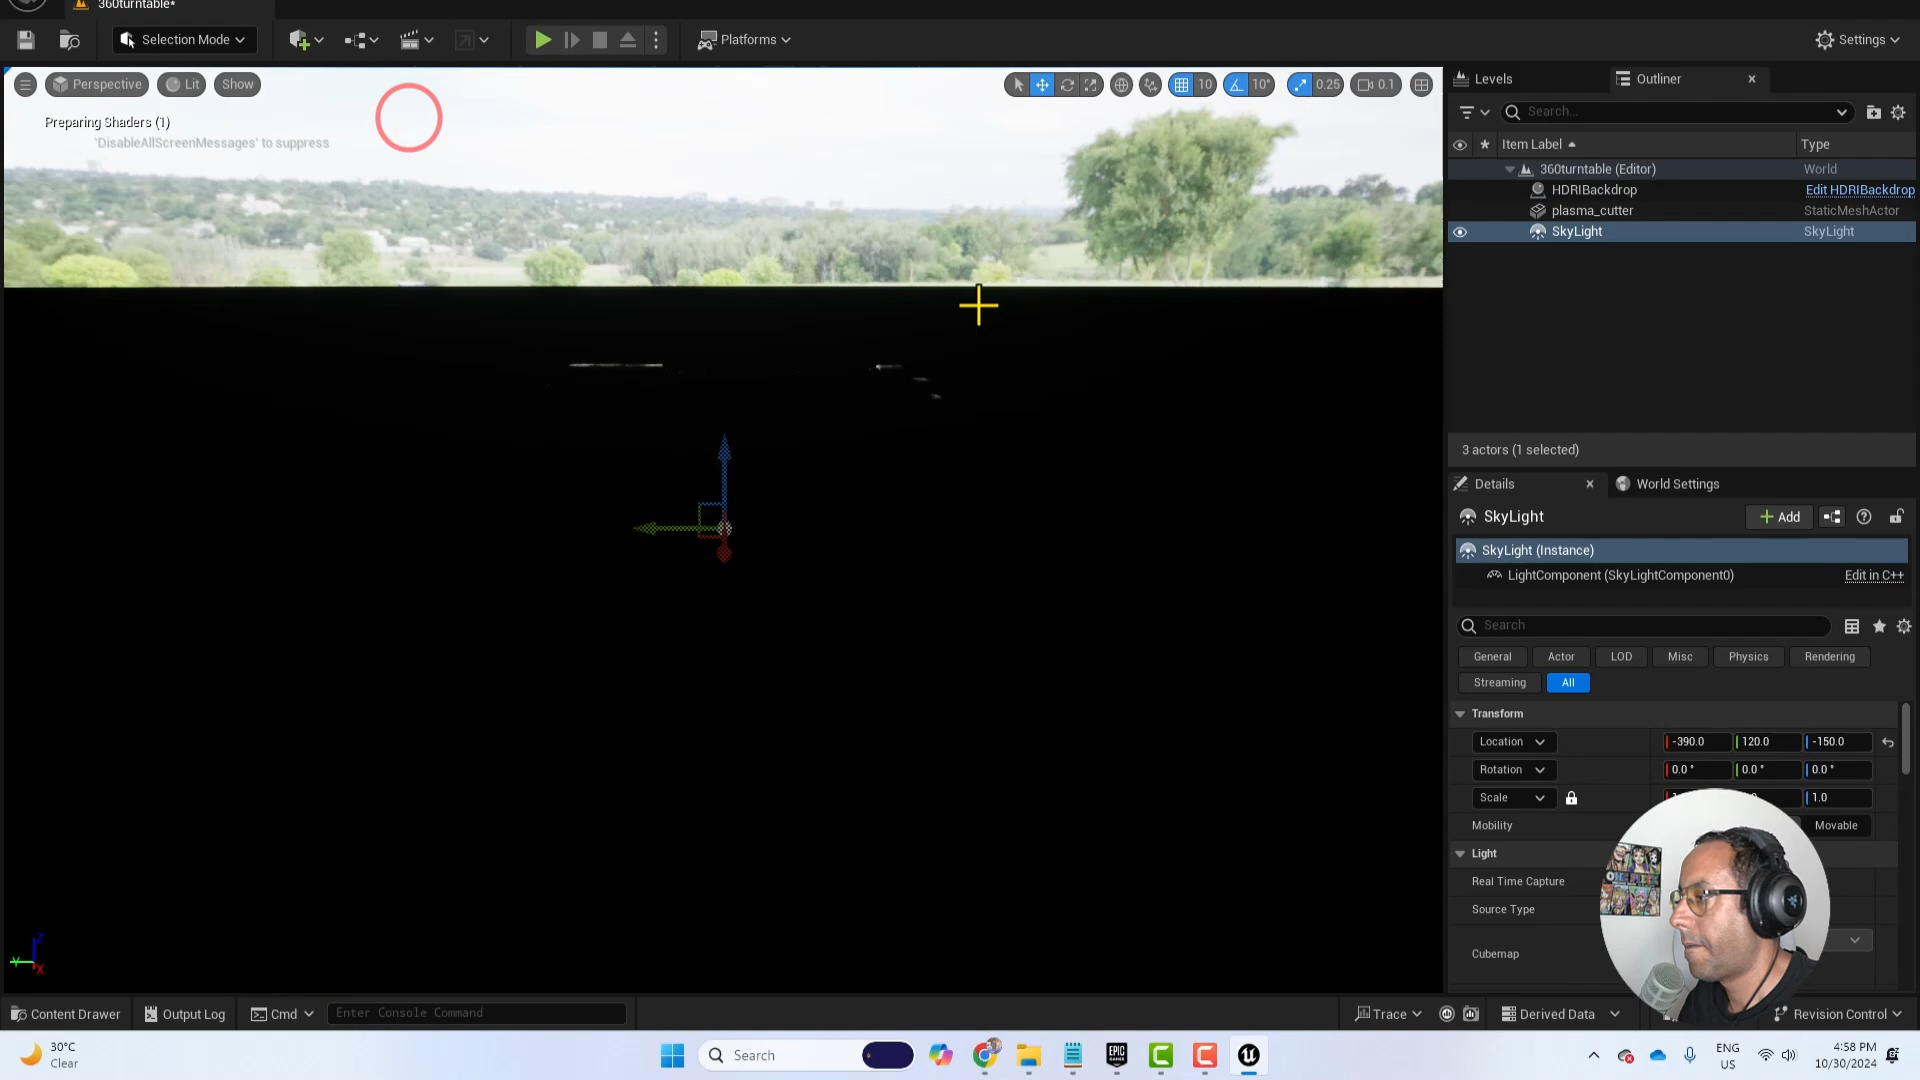 360turntable*
Selection Mode
Platforms
Settings
Perspective
Lit
Show
10
10°
0.25
0.1
Preparing Shaders (1)
'DisableAllScreenMessages' to suppress
Levels
Outliner
Search...
Item Label
Type
360turntable (Editor)
World
HDRIBackdrop
Edit HDRIBackdrop
plasma_cutter
StaticMeshActor
SkyLight
SkyLight
3 actors (1 selected)
Details
World Settings
SkyLight
Add
SkyLight (Instance)
LightComponent (SkyLightComponent0)
Edit in C++
Search
General
Actor
LOD
Misc
Physics
Rendering
Streaming
All
Transform
Location
-390.0
120.0
-150.0
Rotation
0.0 °
0.0 °
0.0 °
Scale
1.0
Mobility
Movable
Light
Real Time Capture
Source Type
Cubemap
Z
Y
X
Content Drawer
Output Log
Cmd
Enter Console Command
Trace
Derived Data
Revision Control
30°C
Clear
Search
EPIC
GAMES
ENG
US
4:58 PM
10/30/2024